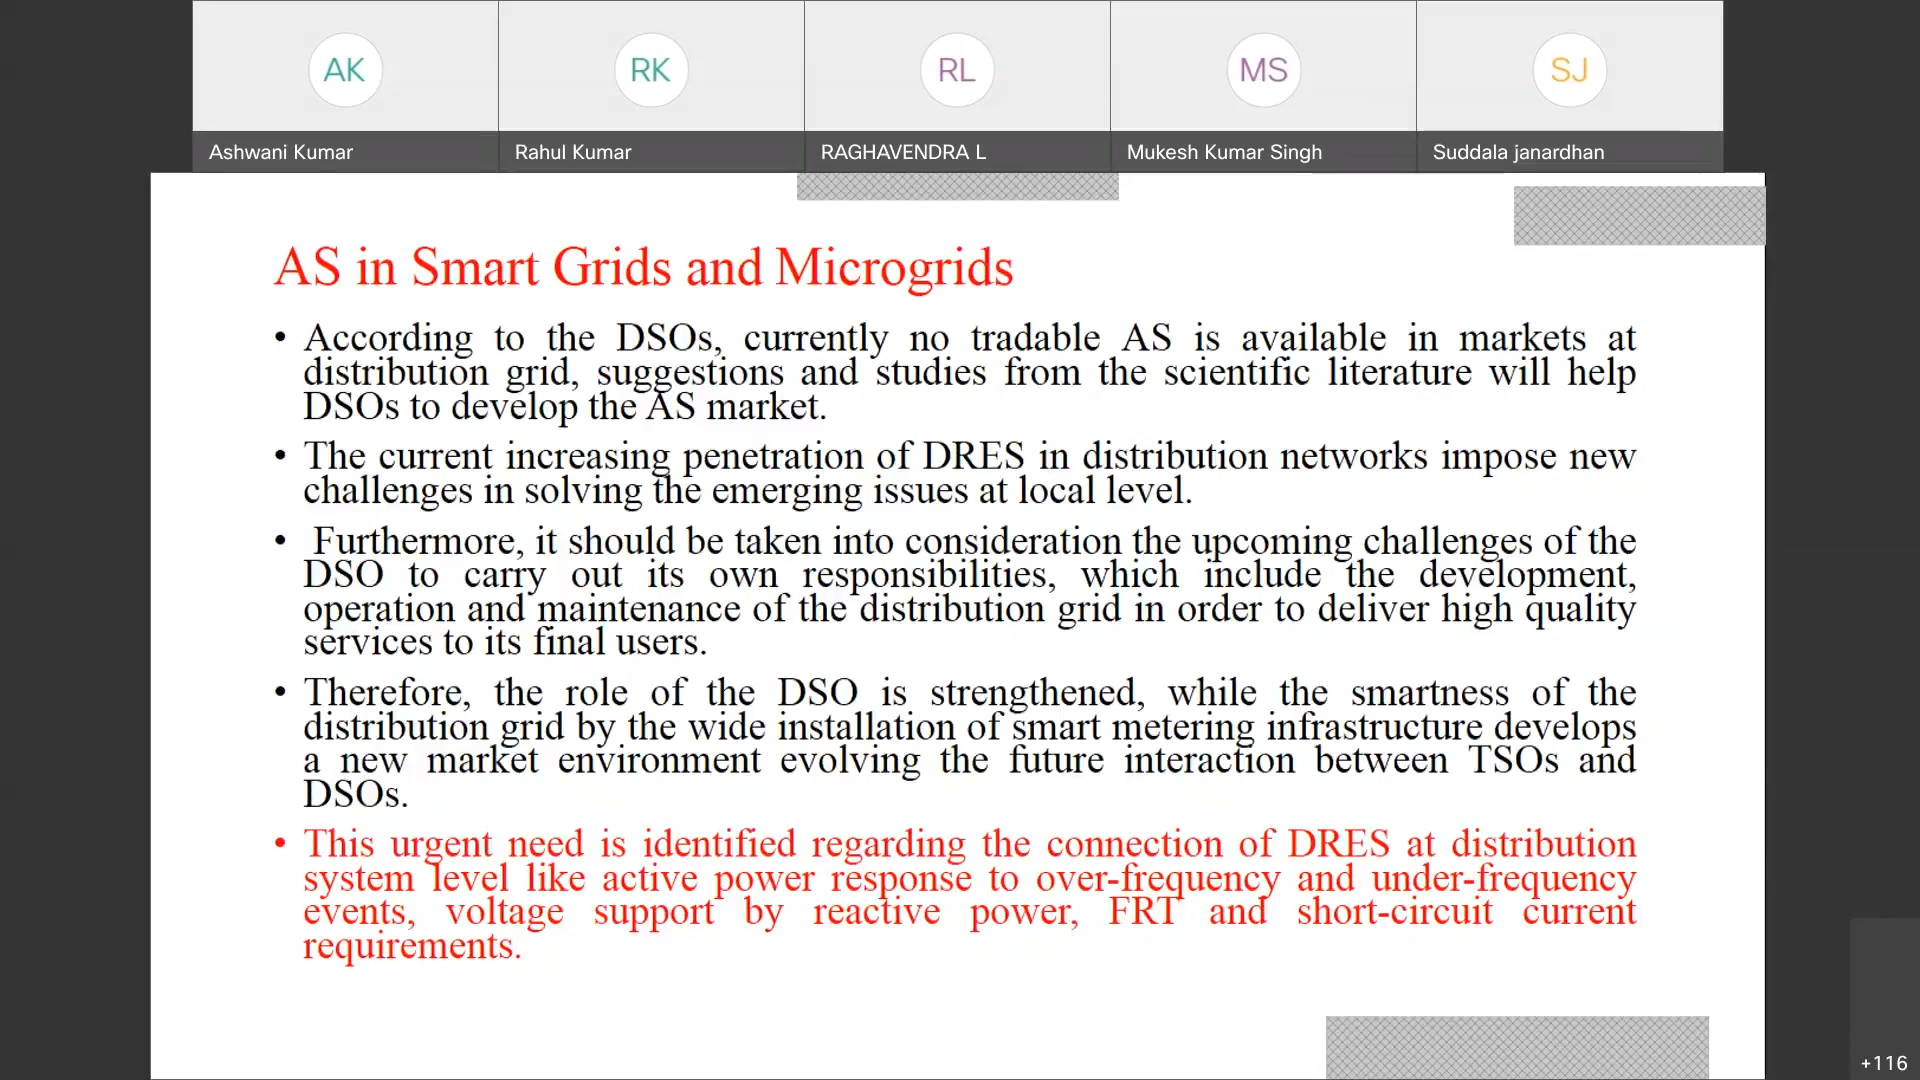 AK
RK
RL
MS
SJ
Ashwani Kumar
Rahul Kumar
RAGHAVENDRA L
Mukesh Kumar Singh
Suddala janardhan
AS in Smart Grids and Microgrids
• According to the DSOs, currently no tradable AS is available in markets at
distribution grid, suggestions and studies from the scientific literature will help
DSOs to develop the AS market.
• The current increasing penetration of DRES in distribution networks impose new
challenges in solving the emerging issues at local level.
• Furthermore, it should be taken into consideration the upcoming challenges of the
DSO to carry out its own responsibilities, which include the development,
operation and maintenance of the distribution grid in order to deliver high quality
services to its final users.
• Therefore, the role of the DSO is strengthened, while the smartness of the
distribution grid by the wide installation of smart metering infrastructure develops
a new market environment evolving the future interaction between TSOs and
DSOs.
• This urgent need is identified regarding the connection of DRES at distribution
system level like active power response to over-frequency and under-frequency
events, voltage support by reactive power, FRT and short-circuit current
requirements.
+116